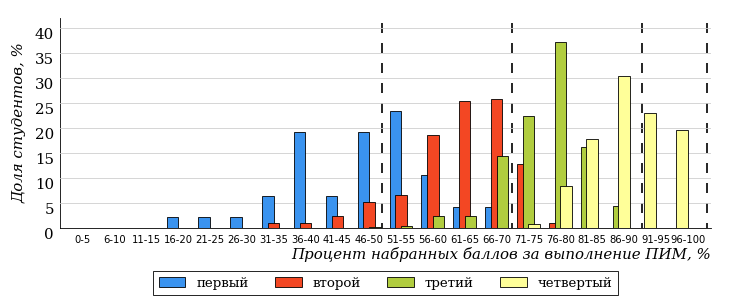 Доля студентов, %
40
35
30
25
20
15
10
5
0
0-5 6-10 11-15 16-20 21-25 26-30 31-35 36-40 41-45 46-50 51-55 56-60 61-65 66-70 71-75 76-80 81-85 86-90 91-95 96-100
Процент набранных баллов за выполнение ПИМ, %
первый второй третий четвертый